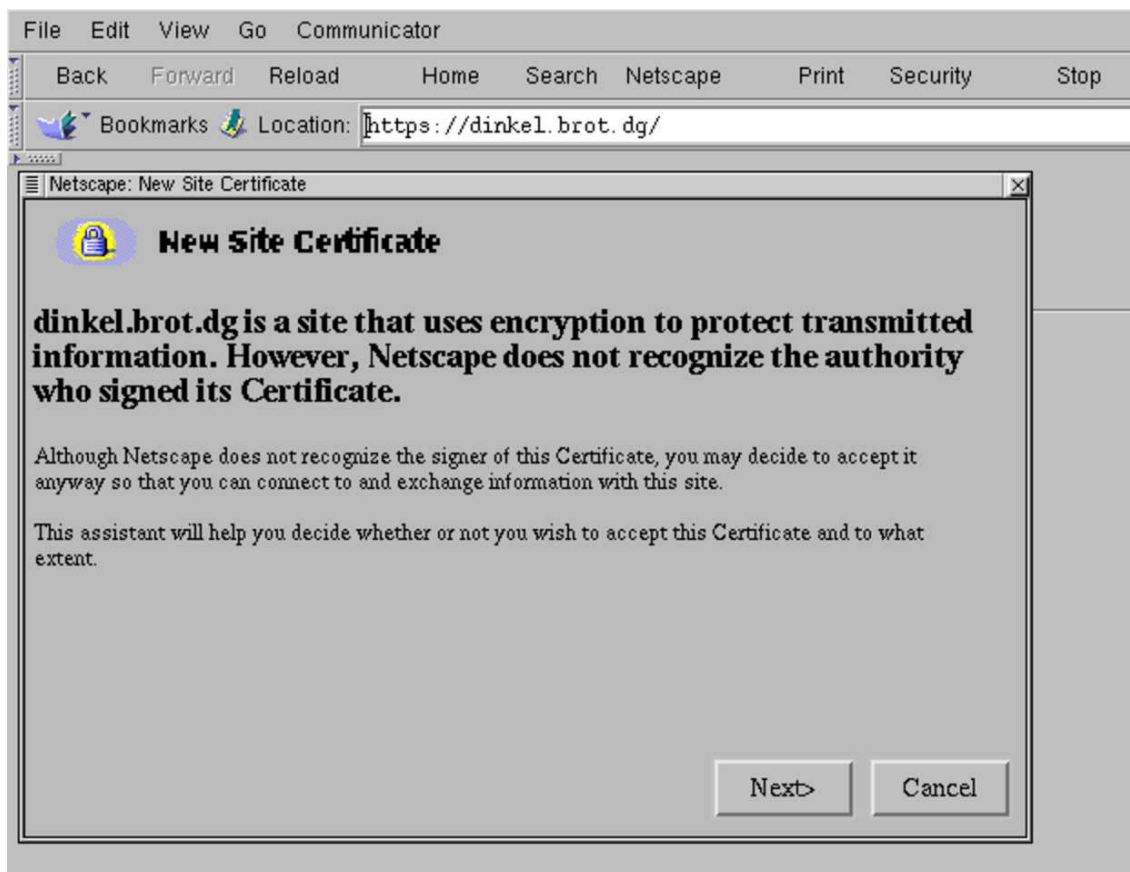 File Edit View Go Communicator
Back Forward Reload Home Search Netscape Print Security Stop
Bookmarks Location: https://dinkel.brot.dg/
Netscape: New Site Certificate
New Site Certificate
dinkel.brot.dg is a site that uses encryption to protect transmitted
information. However, Netscape does not recognize the authority
who signed its Certificate.
Although Netscape does not recognize the signer of this Certificate, you may decide to accept it
anyway so that you can connect to and exchange information with this site.
This assistant will help you decide whether or not you wish to accept this Certificate and to what
extent.
Next> Cancel